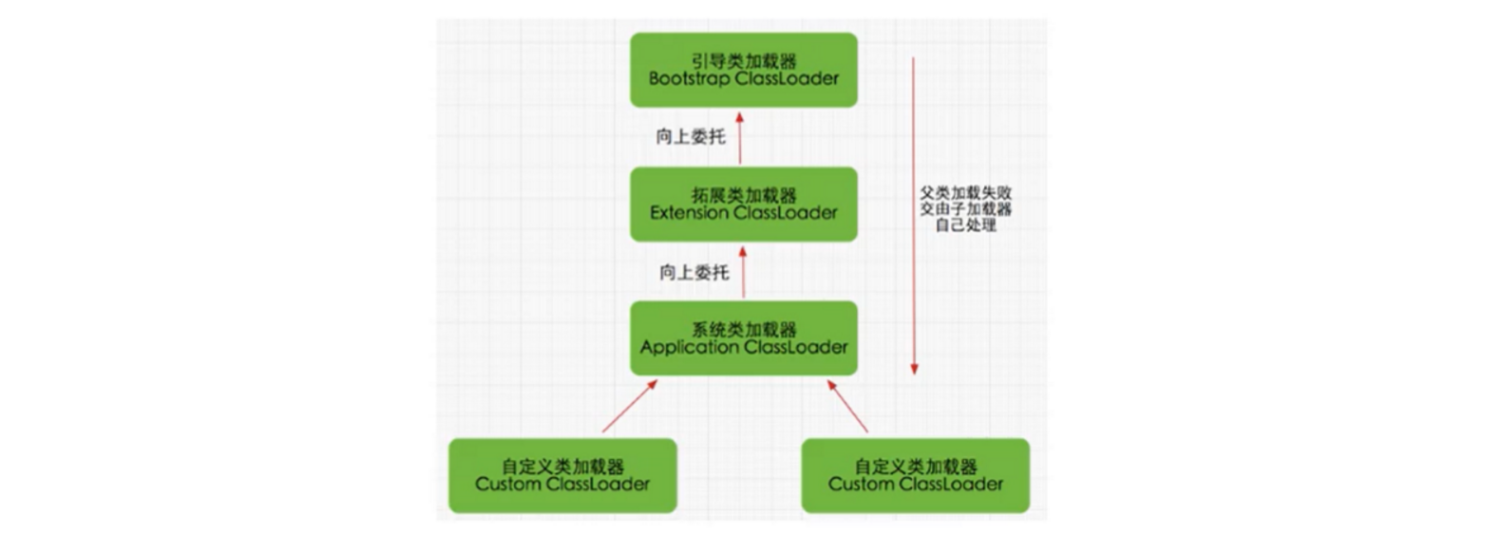 引导类加载器
Bootstrap ClassLoader
向上委托
拓展类加载器
Extension ClassLoader
父类加载失败
交由子加载器
自己处理
向上委托
系统类加载器
Application ClassLoader
自定义类加载器
Custom ClassLoader
自定义类加载器
Custom ClassLoader